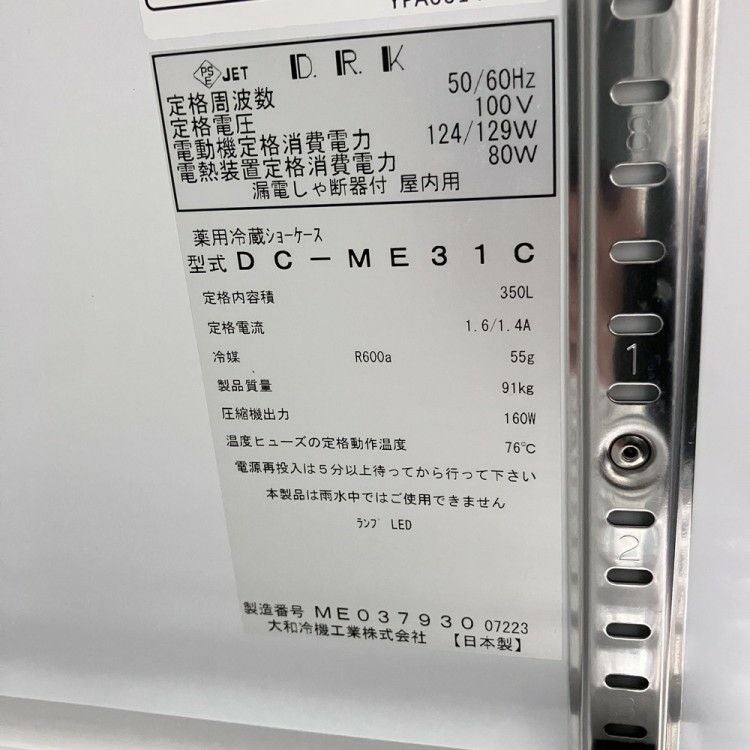 PS
E JET D.R.K
定格周波数 50/60Hz
定格電圧 100V
電動機定格消費電力 124/129W
電熱装置定格消費電力 80W
漏電しゃ断器付 屋内用
薬用冷蔵ｼｮｰｹｰｽ
型式 DC-ME31C
定格内容積 350L
定格電流 1.6/1.4A
冷媒 R600a 55g
製品質量 91kg
圧縮機出力 160W
温度ヒューズの定格動作温度 76℃
電源再投入は5分以上待ってから行って下さい
本製品は雨水中ではご使用できません
ﾗﾝﾌﾟ LED
製造番号 ME037930 07223
大和冷機工業株式会社 【日本製】
8
1
2